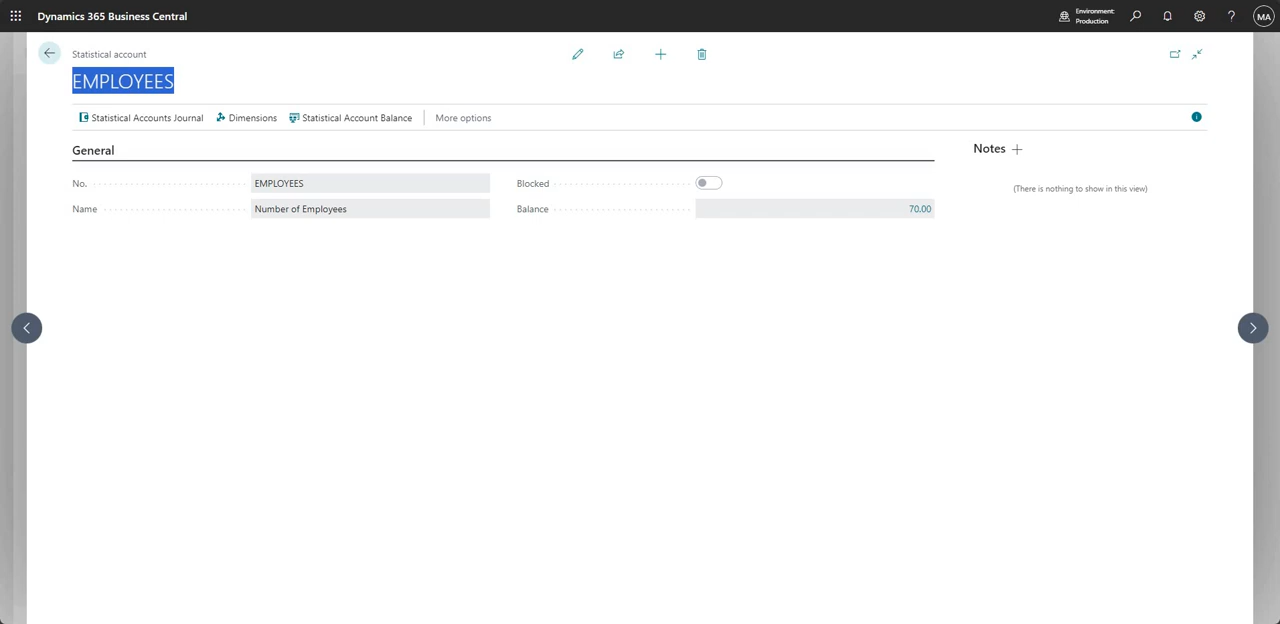 Dynamics 365 Business Central
Environment:
Production
MA
Statistical account
EMPLOYEES
Statistical Accounts Journal Dimensions Statistical Account Balance More options
General
Notes
No. EMPLOYEES Blocked
(There is nothing to show in this view)
Name Number of Employees Balance 70.00